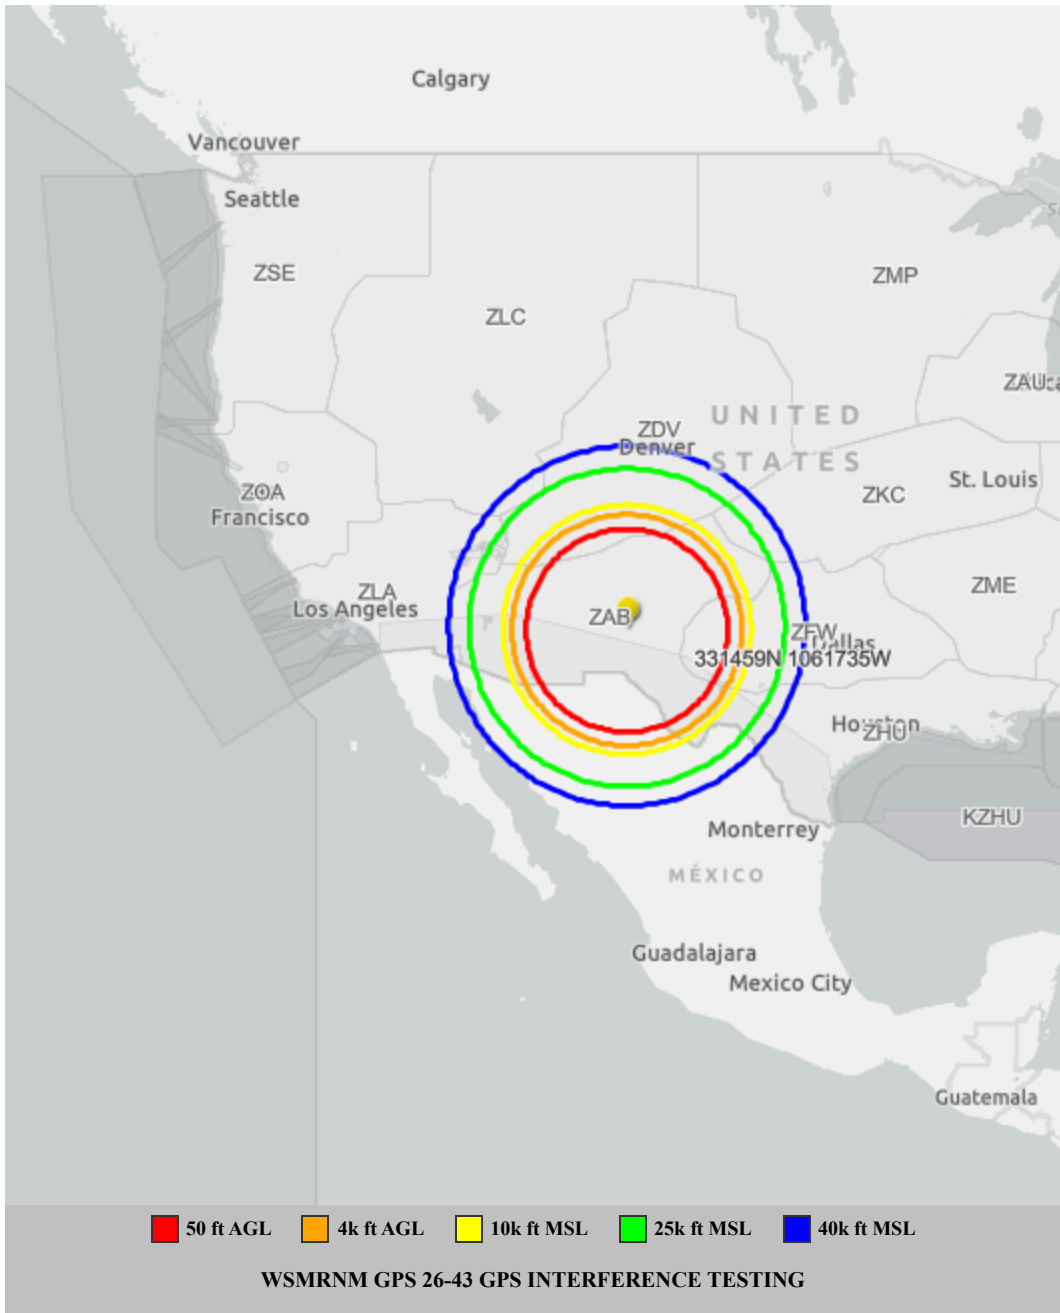 Calgary
Vancouver
Seattle
ZSE
ZMP
ZLC
UNITED
STATES
ZDV
Denver
St. Louis
ZKC
ZOA
Francisco
ZME
ZLA
Los Angeles
ZAB
ZFW
Dallas
331459N 1061735W
Houston
ZHU
KZHU
Monterrey
MÉXICO
Guadalajara
Mexico City
Guatemala
50 ft AGL 4k ft AGL 10k ft MSL 25k ft MSL 40k ft MSL
WSMRNM GPS 26-43 GPS INTERFERENCE TESTING